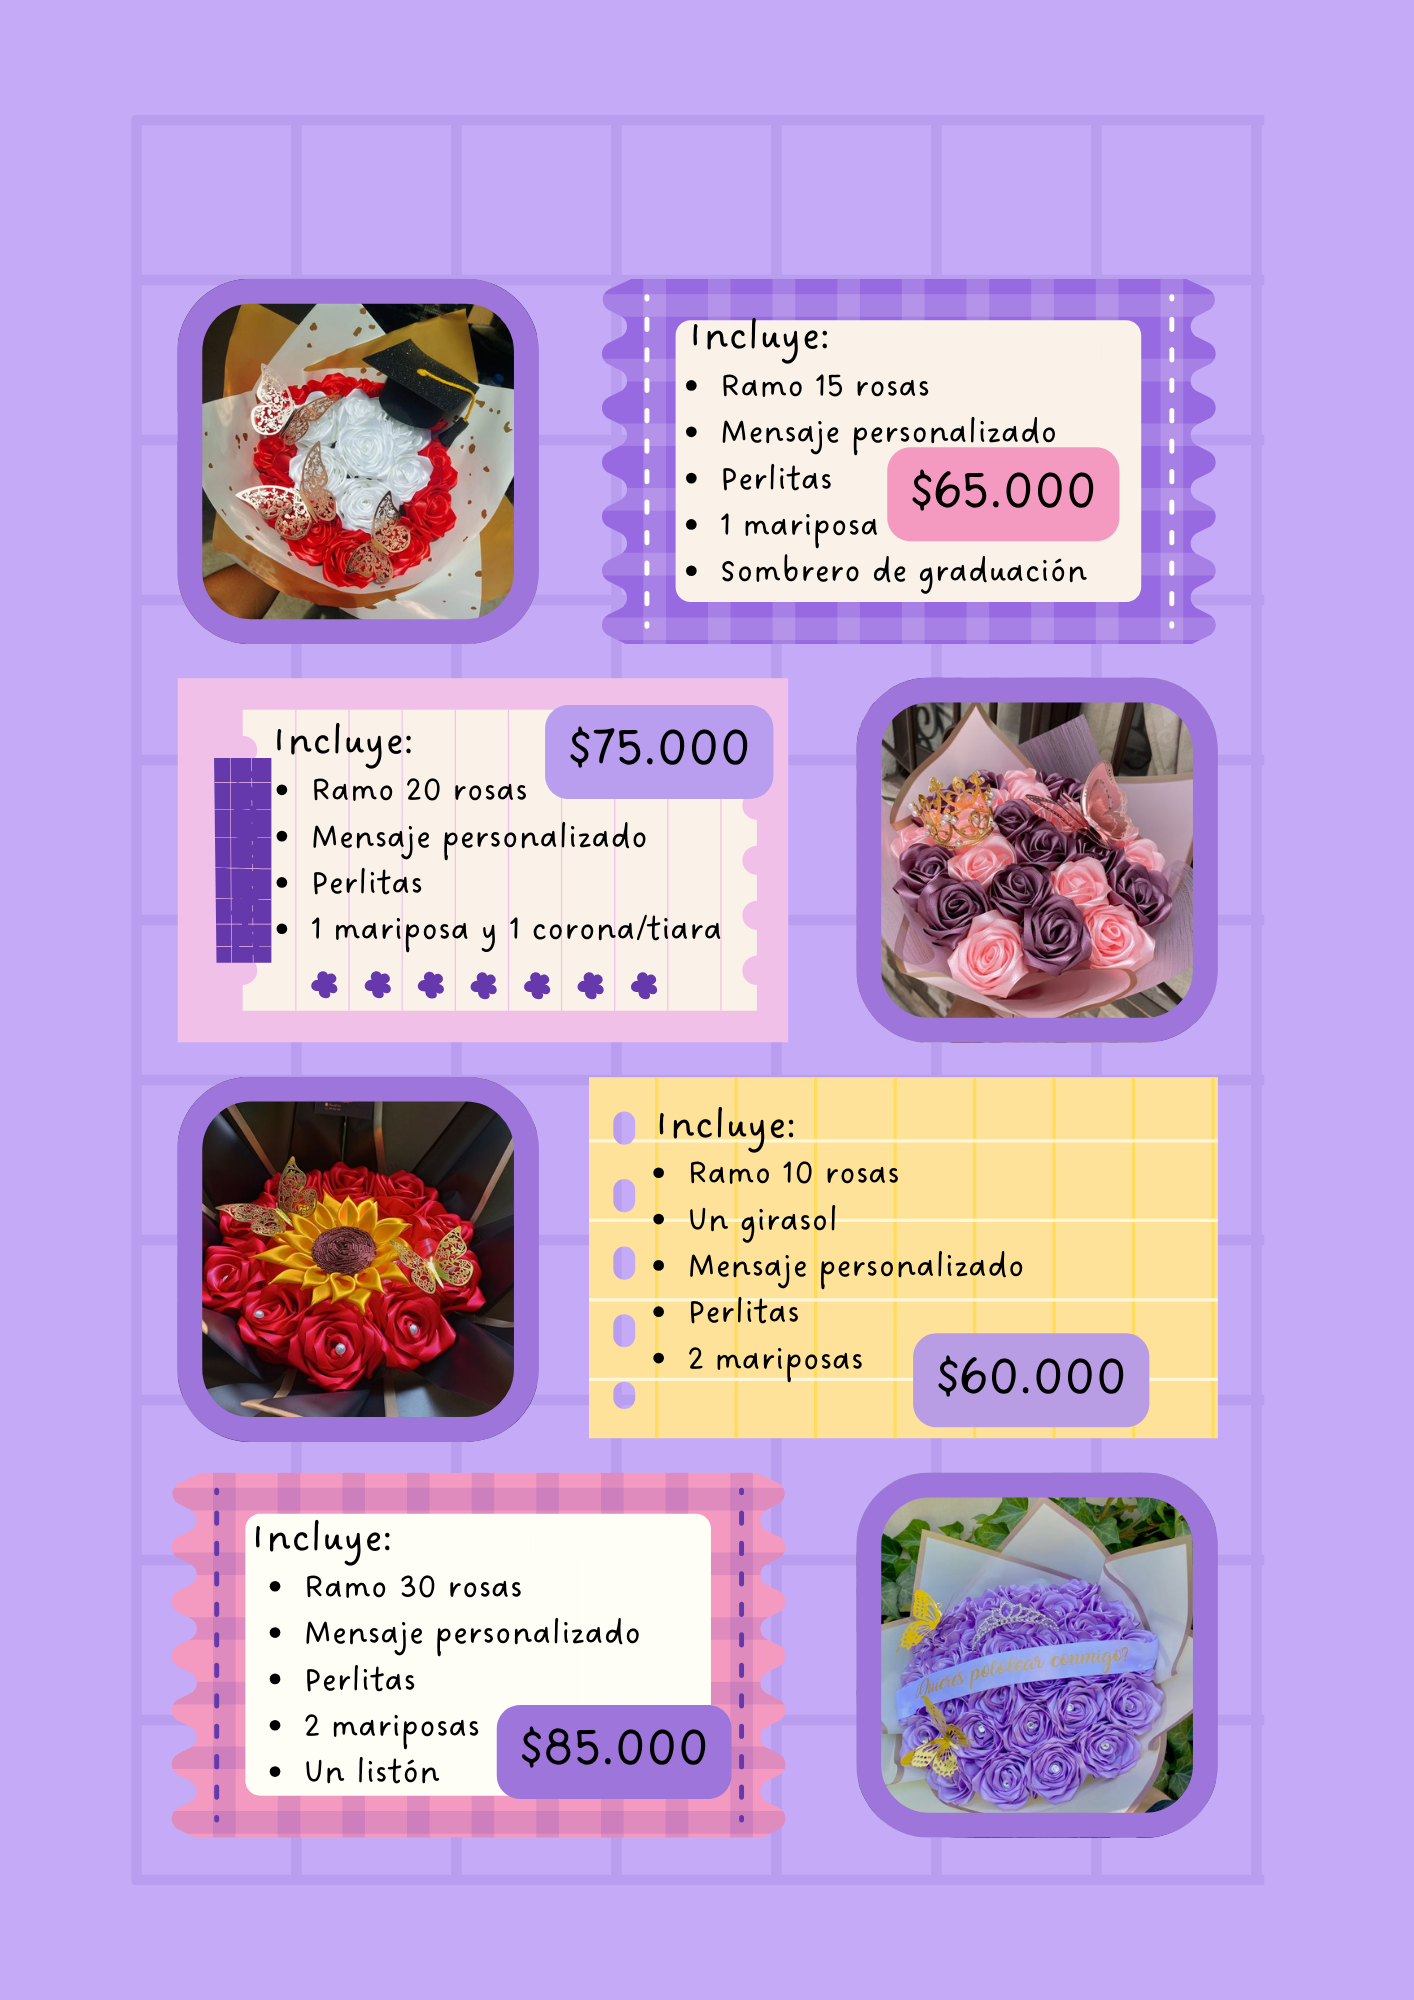 Incluye:
Ramo 15 rosas
Mensaje personalizado
Perlitas
$65.000
1 mariposa
Sombrero de graduación
Incluye:
$75.000
Ramo 20 rosas
Mensaje personalizado
Perlitas
1 mariposa y 1 corona/tiara
Incluye:
Ramo 10 rosas
Un girasol
Mensaje personalizado
Perlitas
2 mariposas
$60.000
Incluye:
Ramo 30 rosas
Mensaje personalizado
Perlitas
2 mariposas
Un listón
$85.000
Quieres pololear conmigo?